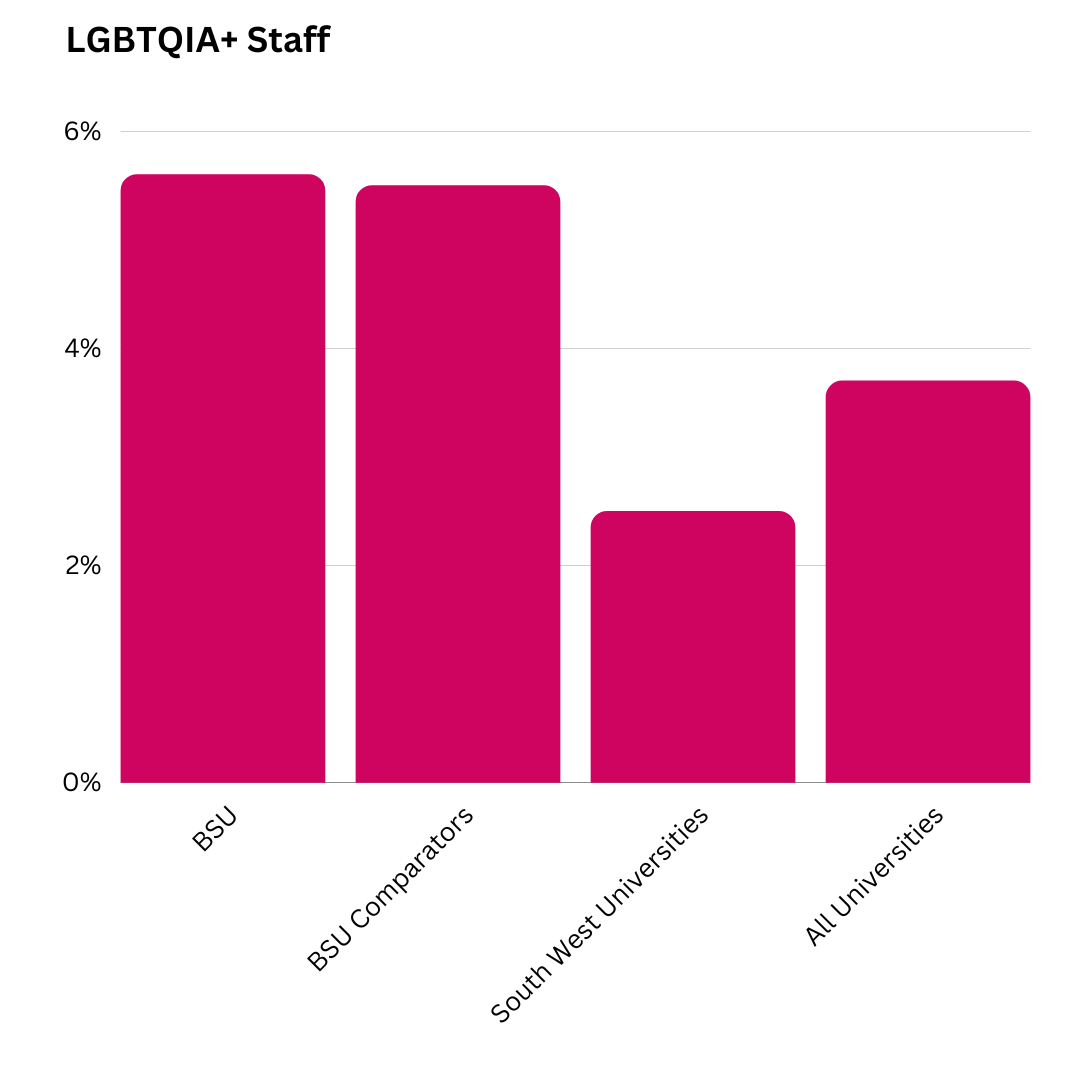 LGBTQIA+ Staff
6%
4%
2%
0%
BSU
BSU Comparators
South West Universities
All Universities